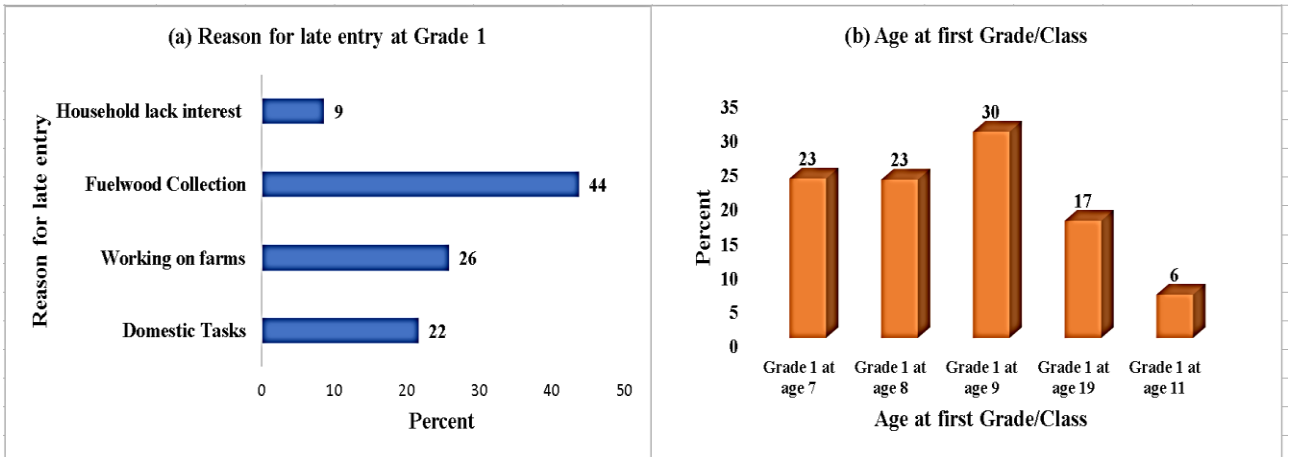 (a) Reason for late entry at Grade 1
Reason for late entry
Household lack interest
9
Fuelwood Collection
44
Working on farms
26
Domestic Tasks
22
0 10 20 30 40 50
Percent
(b) Age at first Grade/Class
Percent
35
30
25
20
15
10
5
0
23
23
30
17
6
Grade 1 at
age 7
Grade 1 at
age 8
Grade 1 at
age 9
Grade 1 at
age 19
Grade 1 at
age 11
Age at first Grade/Class